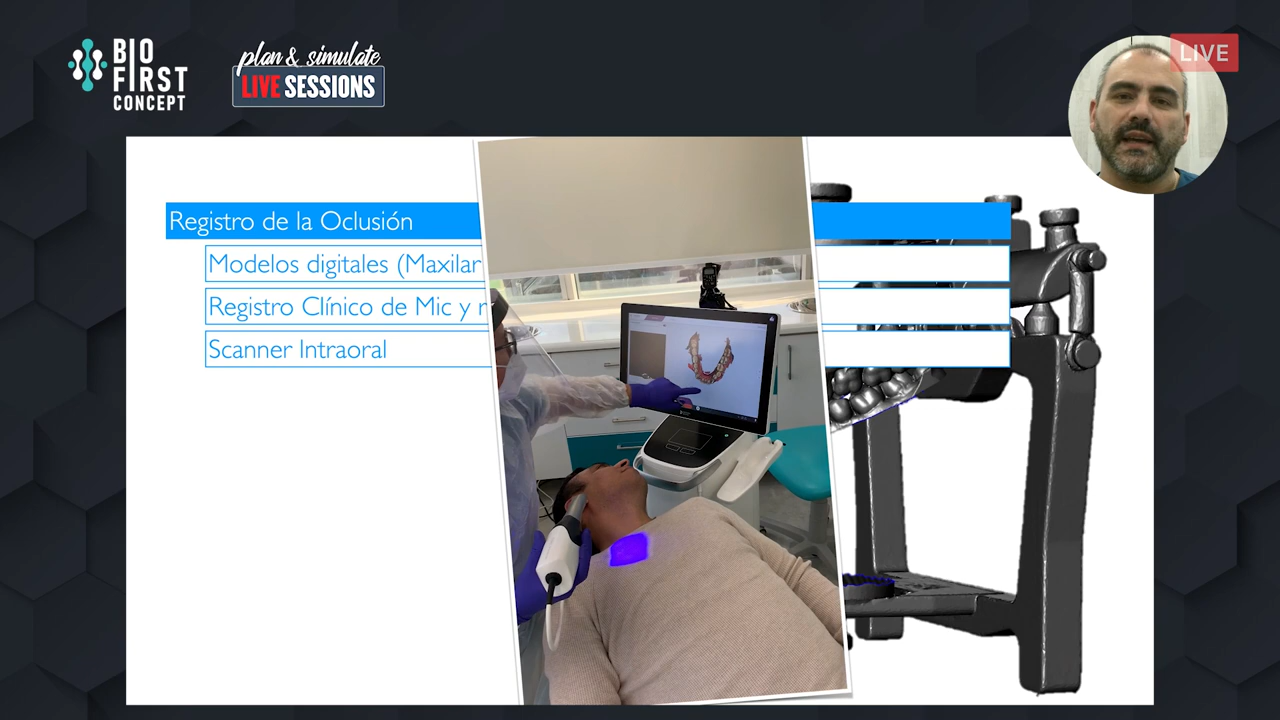 BIO
FIRST
CONCEPT
plan & simulate
LIVE SESSIONS
LIVE
Registro de la Oclusión
Modelos digitales (Maxilar
Registro Clínico de Mic y
Scanner Intraoral